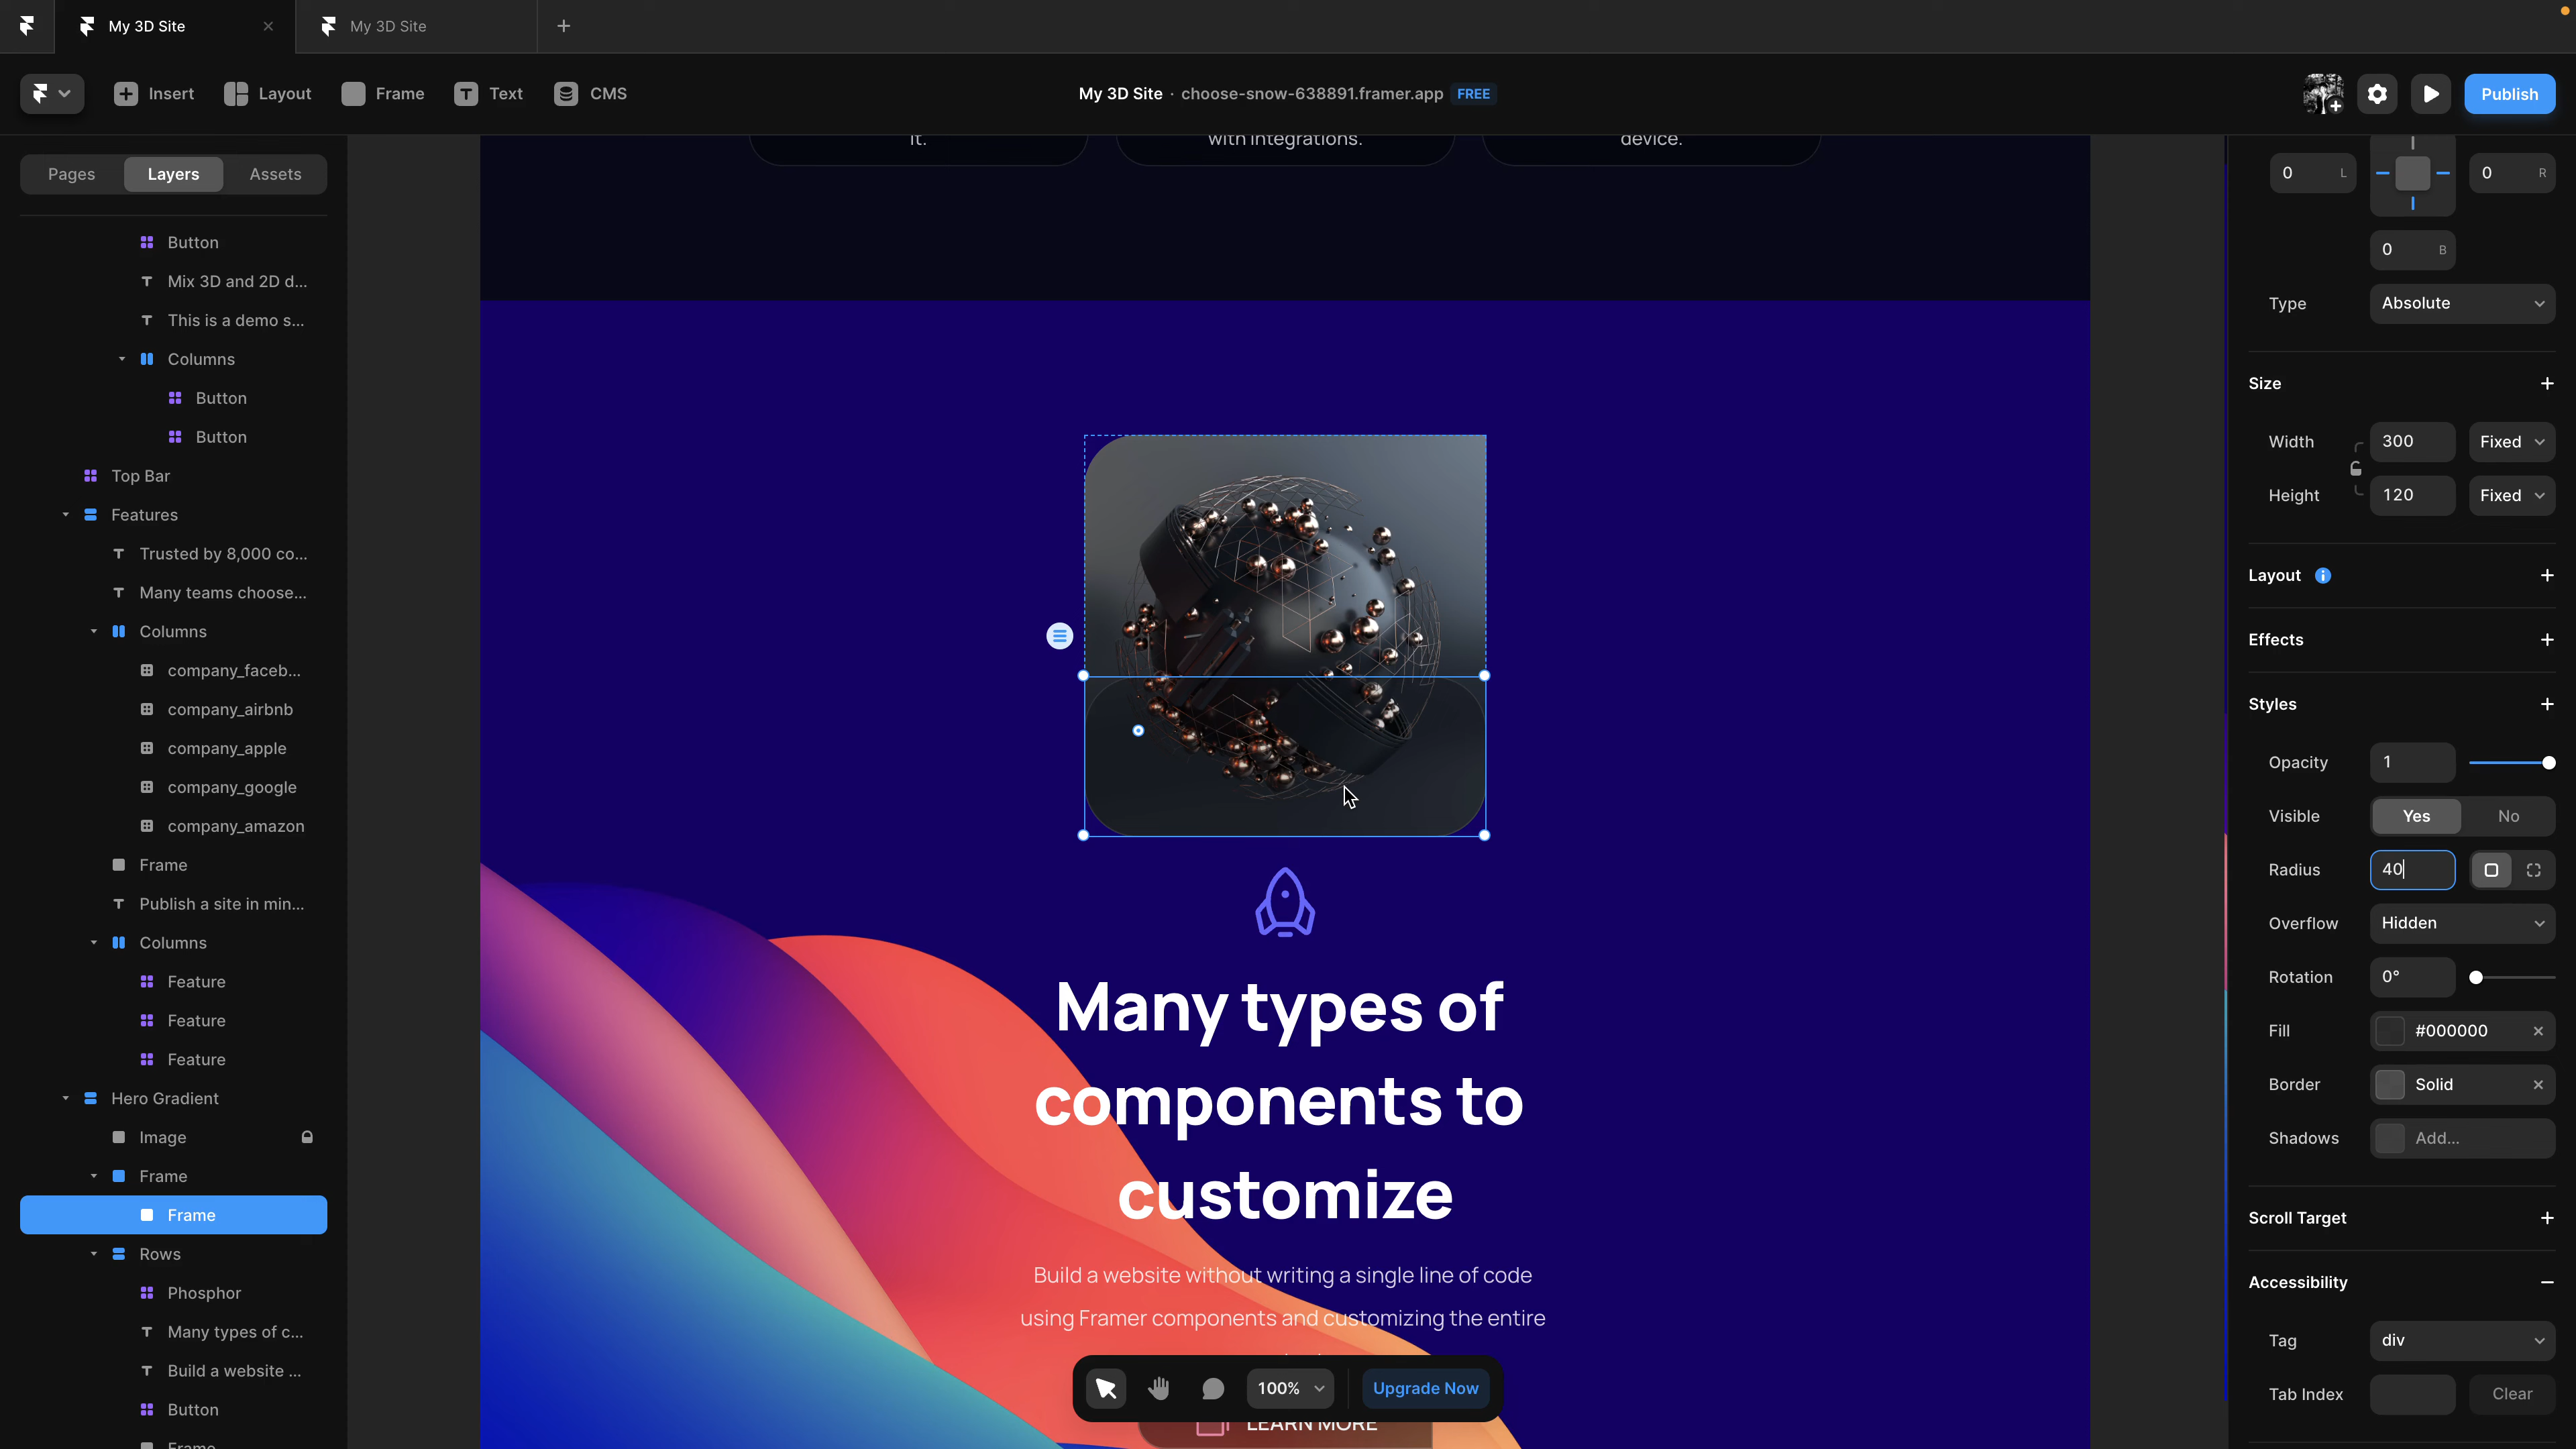 My 3D Site
My 3D Site
Insert
Layout
Frame
Text
CMS
My 3D Site · choose-snow-638891.framer.app FREE
Publish
Pages
Layers
Assets
Button
Mix 3D and 2D d...
This is a demo s...
Columns
Button
Button
Top Bar
Features
Trusted by 8,000 co...
Many teams choose...
Columns
company_faceb...
company_airbnb
company_apple
company_google
company_amazon
Frame
Publish a site in min...
Columns
Feature
Feature
Feature
Hero Gradient
Image
Frame
Frame
Rows
Phosphor
Many types of c...
Build a website ...
Button
Frame
it.
with integrations.
device.
Many types of
components to
customize
Build a website without writing a single line of code
using Framer components and customizing the entire
LEARN MORE
100%
Upgrade Now
0 L
0 R
0 B
Type Absolute
Size
Width 300 Fixed
Height 120 Fixed
Layout
Effects
Styles
Opacity 1
Visible Yes No
Radius 40
Overflow Hidden
Rotation 0°
Fill #000000
Border Solid
Shadows Add...
Scroll Target
Accessibility
Tag div
Tab Index Clear